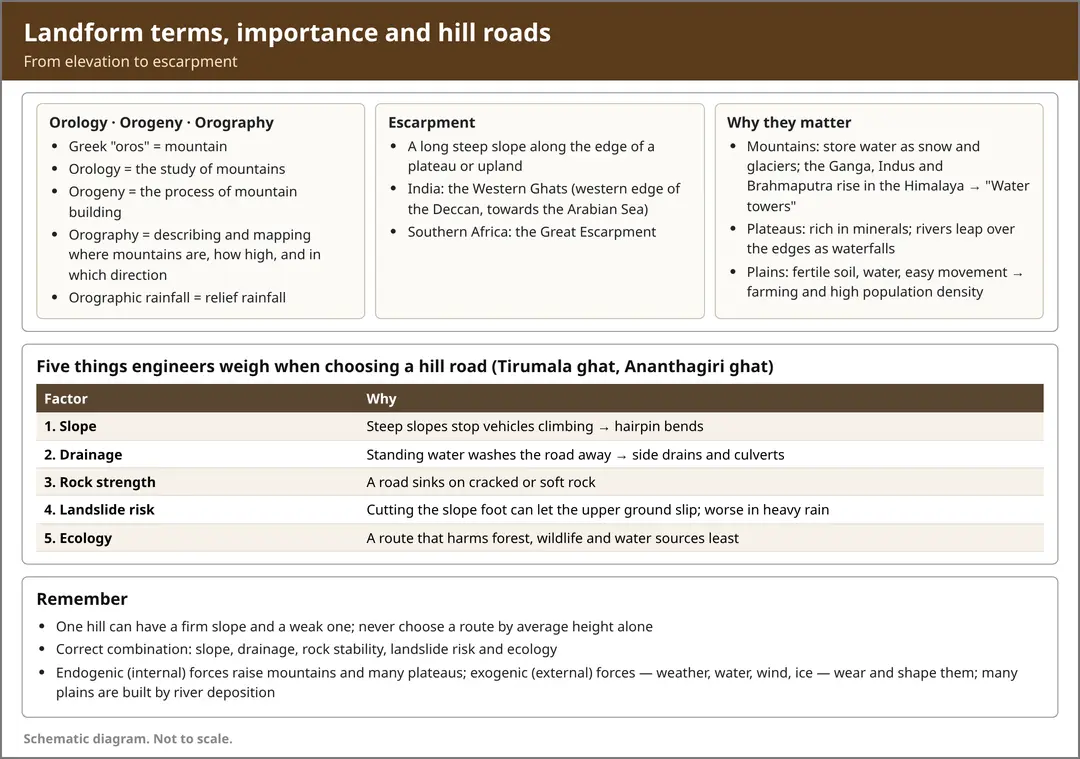 Landform terms, importance and hill roads
From elevation to escarpment
Orology · Orogeny · Orography
• Greek "oros" = mountain
• Orology = the study of mountains
• Orogeny = the process of mountain
building
• Orography = describing and mapping
where mountains are, how high, and in
which direction
• Orographic rainfall = relief rainfall
Escarpment
• A long steep slope along the edge of a
plateau or upland
• India: the Western Ghats (western edge of
the Deccan, towards the Arabian Sea)
• Southern Africa: the Great Escarpment
Why they matter
• Mountains: store water as snow and
glaciers; the Ganga, Indus and
Brahmaputra rise in the Himalaya → "Water
towers"
• Plateaus: rich in minerals; rivers leap over
the edges as waterfalls
• Plains: fertile soil, water, easy movement →
farming and high population density
Five things engineers weigh when choosing a hill road (Tirumala ghat, Ananthagiri ghat)
Factor Why
1. Slope Steep slopes stop vehicles climbing → hairpin bends
2. Drainage Standing water washes the road away → side drains and culverts
3. Rock strength A road sinks on cracked or soft rock
4. Landslide risk Cutting the slope foot can let the upper ground slip; worse in heavy rain
5. Ecology A route that harms forest, wildlife and water sources least
Remember
• One hill can have a firm slope and a weak one; never choose a route by average height alone
• Correct combination: slope, drainage, rock stability, landslide risk and ecology
• Endogenic (internal) forces raise mountains and many plateaus; exogenic (external) forces — weather, water, wind, ice — wear and shape them; many
plains are built by river deposition
Schematic diagram. Not to scale.